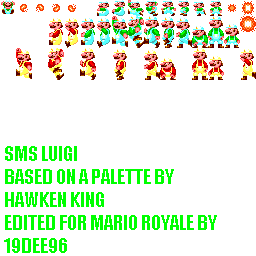 SMS LUIGI
BASED ON A PALETTE BY
HAWKEN KING
EDITED FOR MARIO ROYALE BY
19DEE96